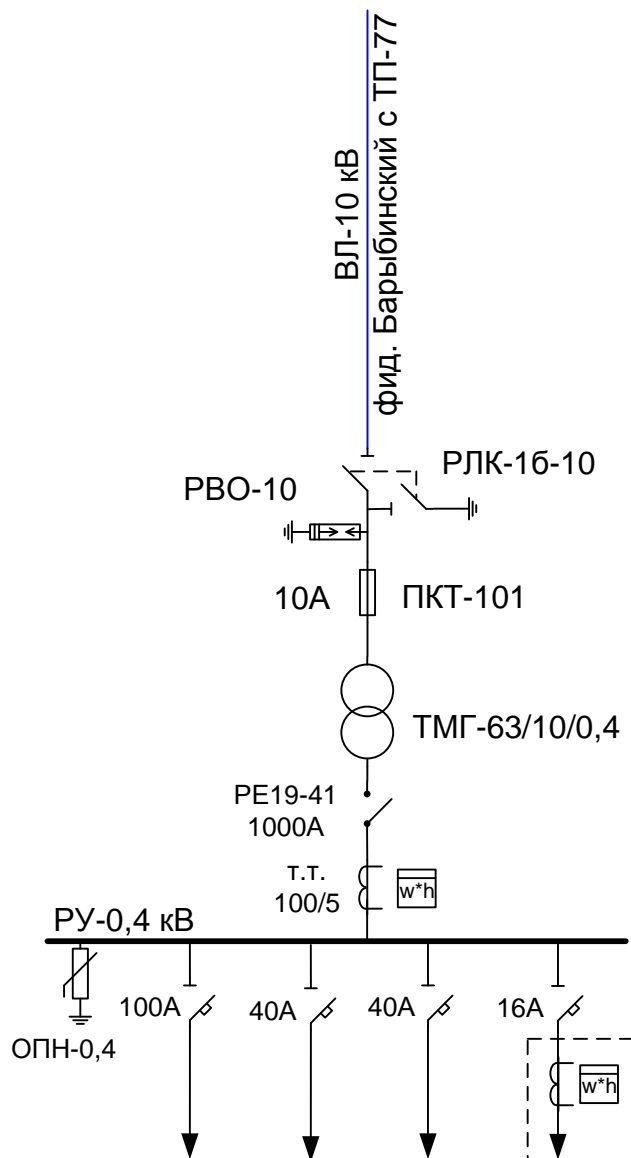 ВЛ-10 кВ
фид. Барыбинский с ТП-77
РЛК-1б-10
РВО-10
10А
ПКТ-101
ТМГ-63/10/0,4
РЕ19-41
1000А
т.т.
100/5
w*h
РУ-0,4 кВ
100А
40А
40А
16А
ОПН-0,4
w*h